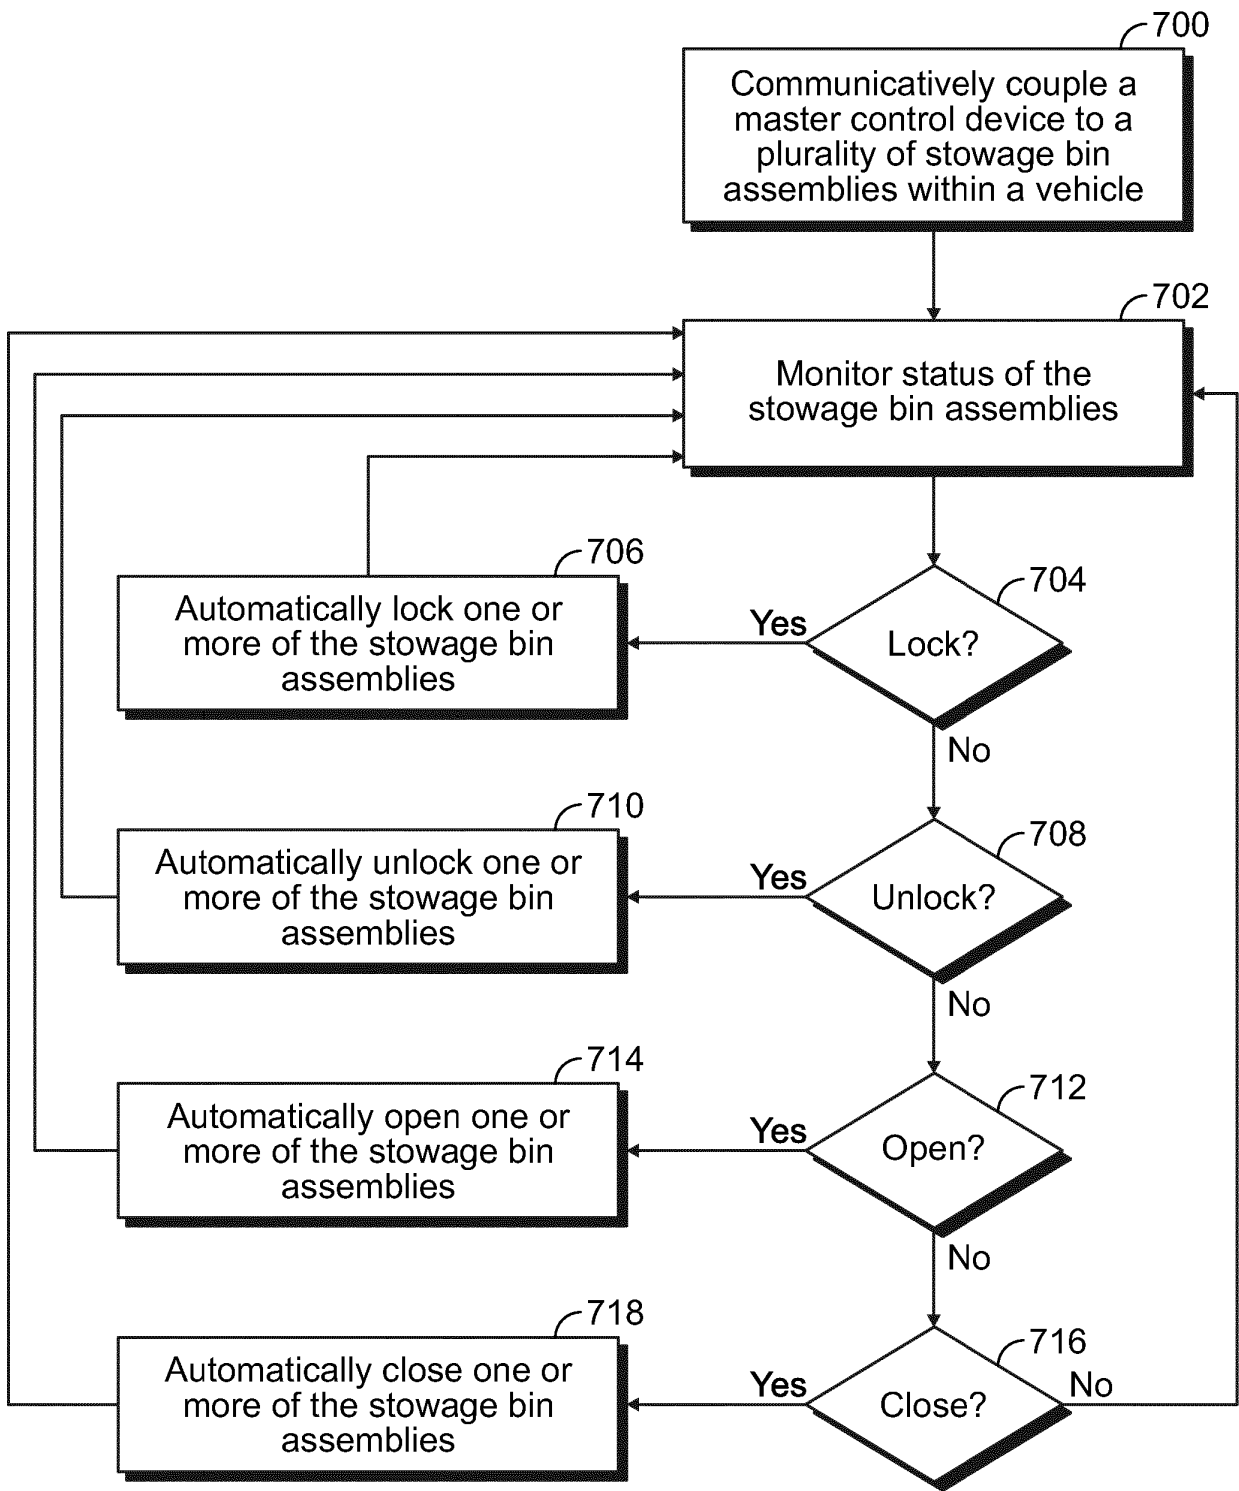 700
Communicatively couple a
master control device to a
plurality of stowage bin
assemblies within a vehicle
702
Monitor status of the
stowage bin assemblies
706
Automatically lock one or
more of the stowage bin
assemblies
704
Yes
Lock?
No
710
Automatically unlock one or
more of the stowage bin
assemblies
708
Yes
Unlock?
No
714
Automatically open one or
more of the stowage bin
assemblies
712
Yes
Open?
No
718
Automatically close one or
more of the stowage bin
assemblies
716
Yes
Close?
No